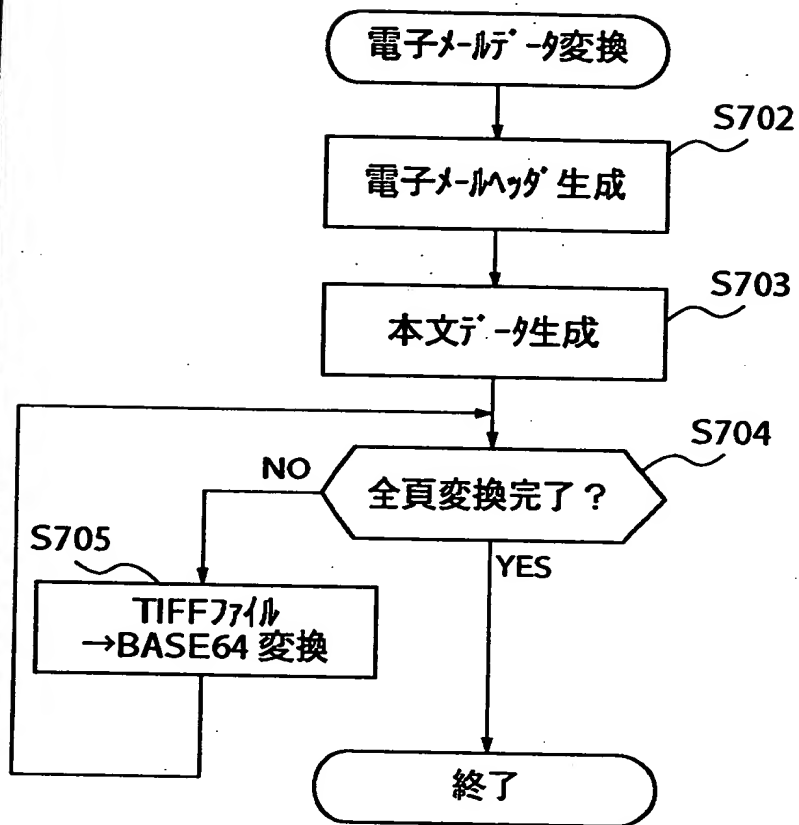 電子ﾒｰﾙﾃﾞｰﾀ変換
S702
電子ﾒｰﾙﾍｯﾀﾞ生成
S703
本文ﾃﾞｰﾀ生成
S704
NO
全頁変換完了？
S705
YES
TIFFﾌｧｲﾙ
→BASE64 変換
終了